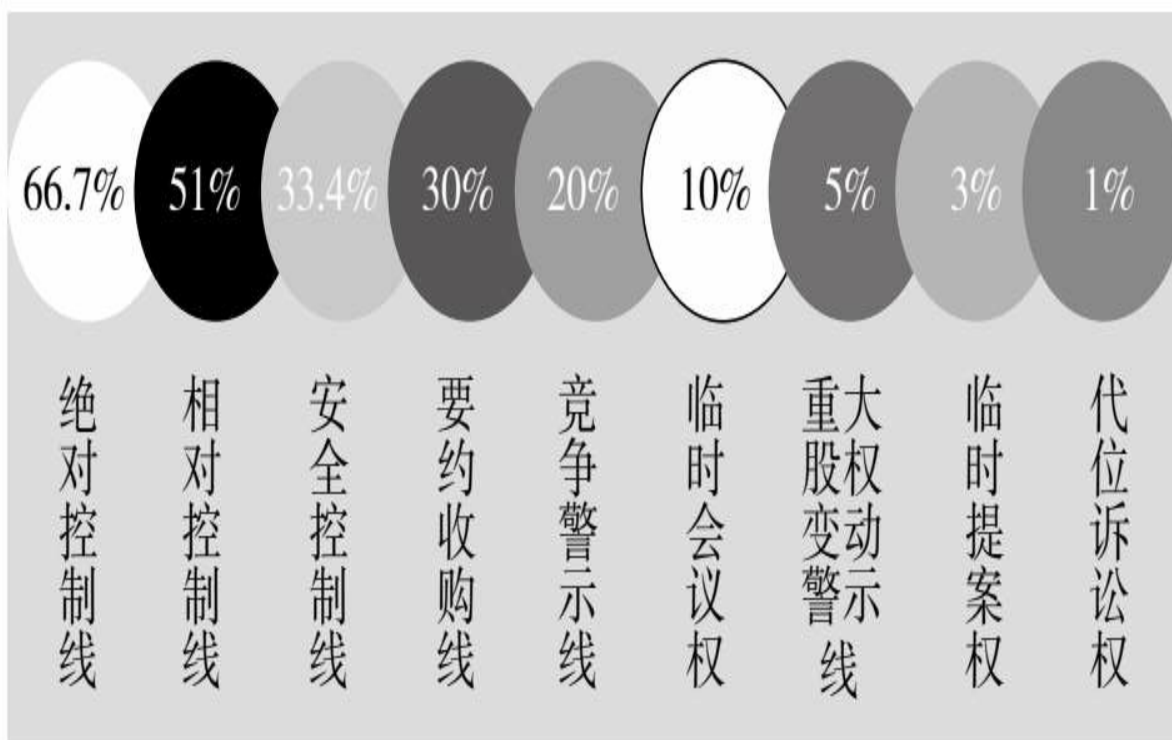 66.7%
51%
33.4%
30%
20%
10%
5%
3%
1%
绝对控制线
相对控制线
安全控制线
要约收购线
竞争警示线
临时会议权
重大股权变动警示线
临时提案权
代位诉讼权